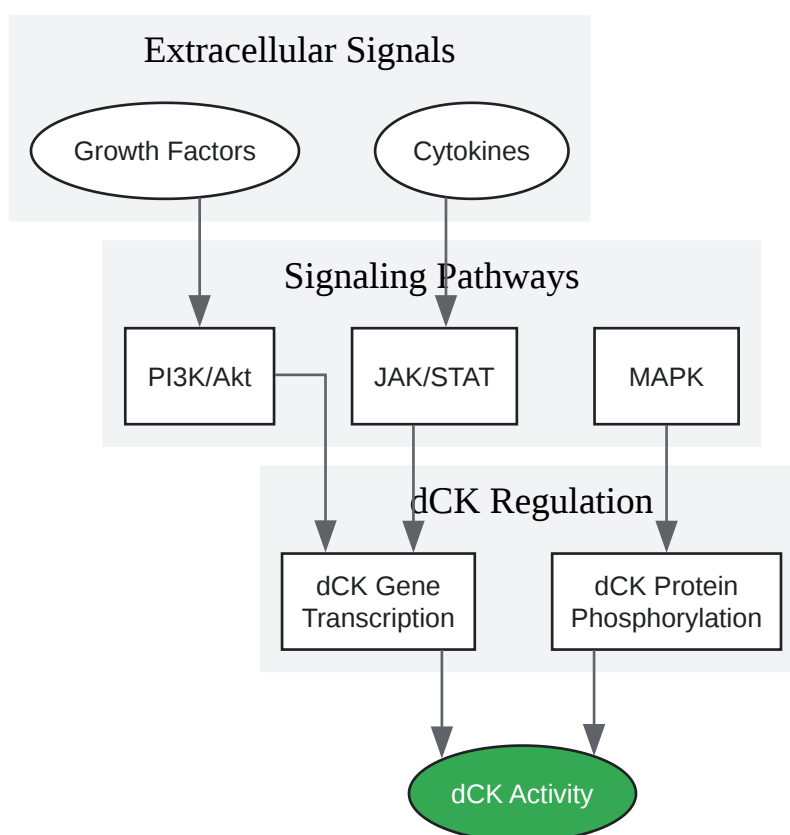 Extracellular Signals
Growth Factors
Cytokines
Signaling Pathways
PI3K/Akt
JAK/STAT
MAPK
dCK Regulation
dCK Gene
Transcription
dCK Protein
Phosphorylation
dCK Activity